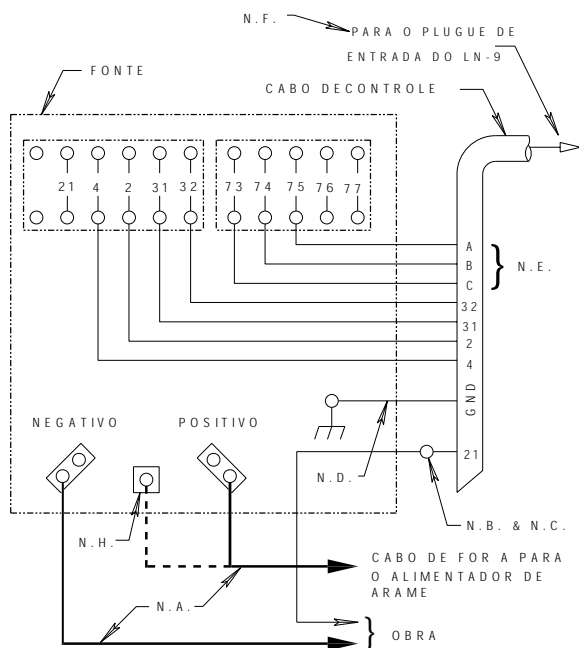 N.F.
PARA O PLUGUE DE
ENTRADA DO LN-9
FONTE
CABO DECONTROLE
21 4 2 31 32 73 74 75 76 77
A
B
N.E.
C
32
31
2
4
GND
NEGATIVO POSITIVO
21
N.D.
N.B. & N.C.
N.H.
CABO DE FOR A PARA
O ALIMENTADOR DE
ARAME
N.A.
OBRA